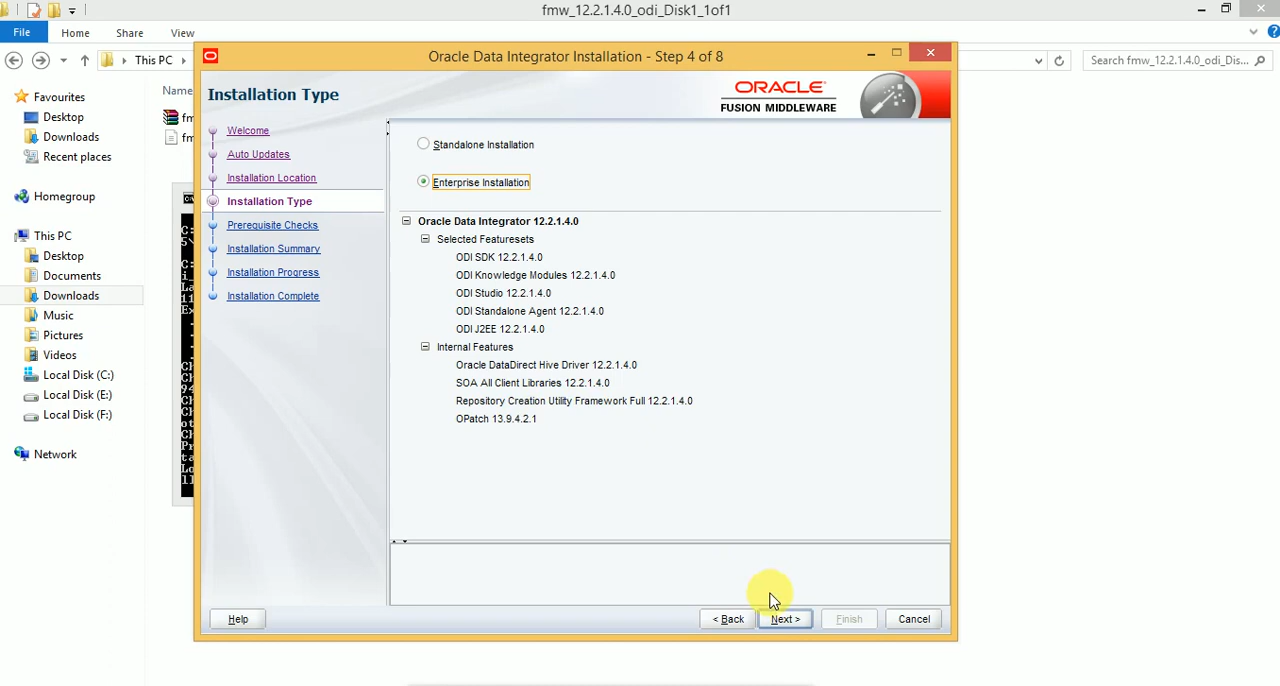 fmw_12.2.1.4.0_odi_Disk1_1of1
File Home Share View
This PC
Search fmw_12.2.1.4.0_odi_Dis...
Favourites
Desktop
Downloads
Recent places
Homegroup
This PC
Desktop
Documents
Downloads
Music
Pictures
Videos
Local Disk (C:)
Local Disk (E:)
Local Disk (F:)
Network
Name
fm
fm
Oracle Data Integrator Installation - Step 4 of 8
Installation Type
ORACLE
FUSION MIDDLEWARE
Welcome
Auto Updates
Installation Location
Installation Type
Prerequisite Checks
Installation Summary
Installation Progress
Installation Complete
Standalone Installation
Enterprise Installation
Oracle Data Integrator 12.2.1.4.0
Selected Featuresets
ODI SDK 12.2.1.4.0
ODI Knowledge Modules 12.2.1.4.0
ODI Studio 12.2.1.4.0
ODI Standalone Agent 12.2.1.4.0
ODI J2EE 12.2.1.4.0
Internal Features
Oracle DataDirect Hive Driver 12.2.1.4.0
SOA All Client Libraries 12.2.1.4.0
Repository Creation Utility Framework Full 12.2.1.4.0
OPatch 13.9.4.2.1
Help < Back Next > Finish Cancel